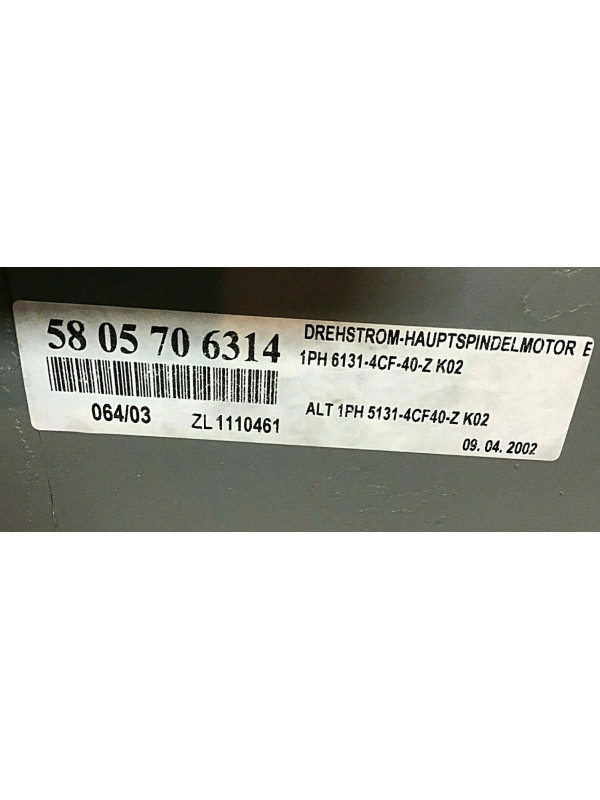 58 05 70 6314
064/03 ZL 1110461
DREHSTROM-HAUPTSPINDELMOTOR E
1PH 6131-4CF-40-Z K02
ALT 1PH 5131-4CF40-Z K02
09. 04. 2002